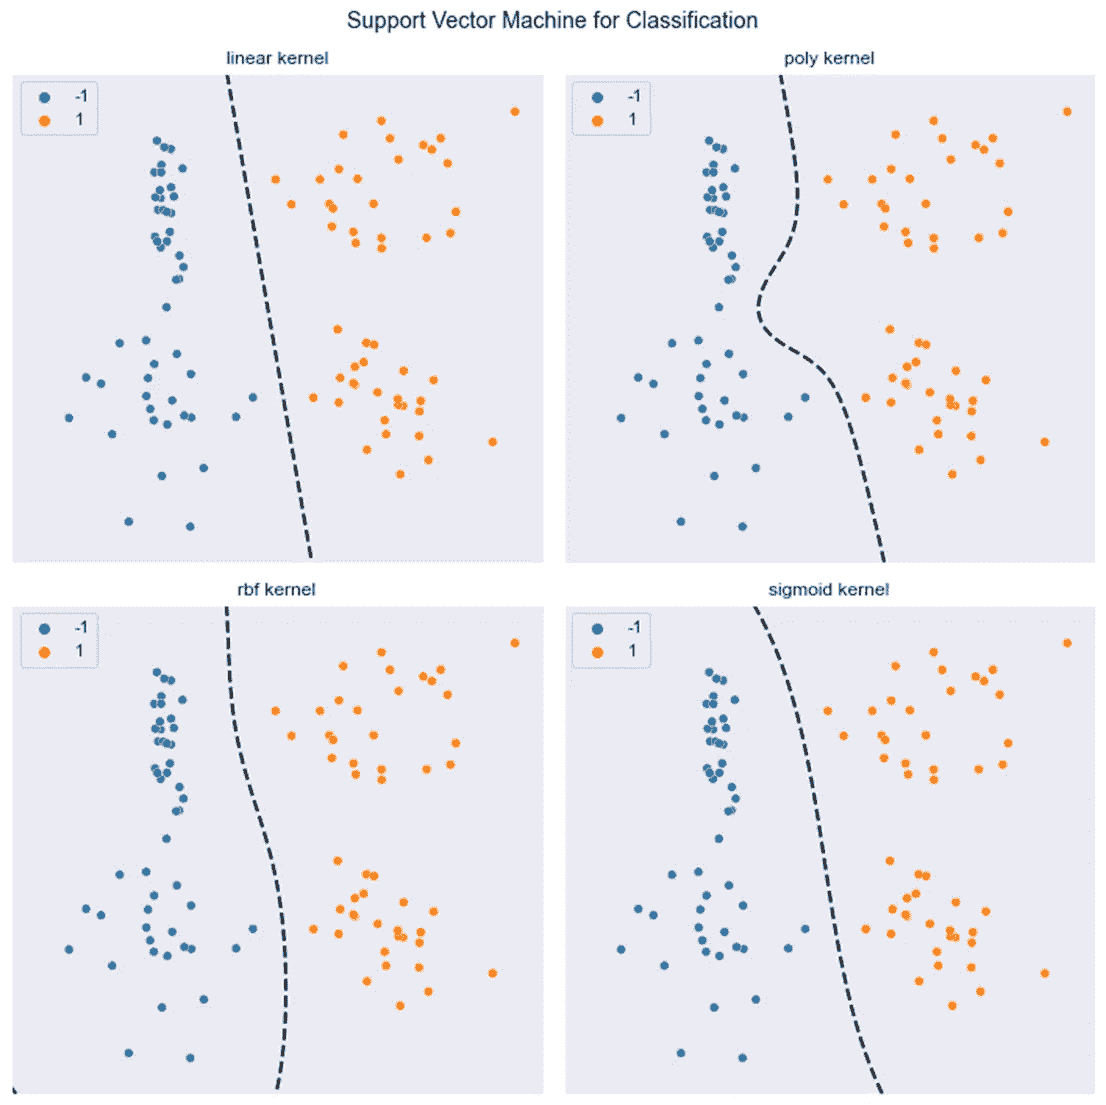 Support Vector Machine for Classification
linear kernel
-1
1
poly kernel
-1
1
rbf kernel
-1
1
sigmoid kernel
-1
1